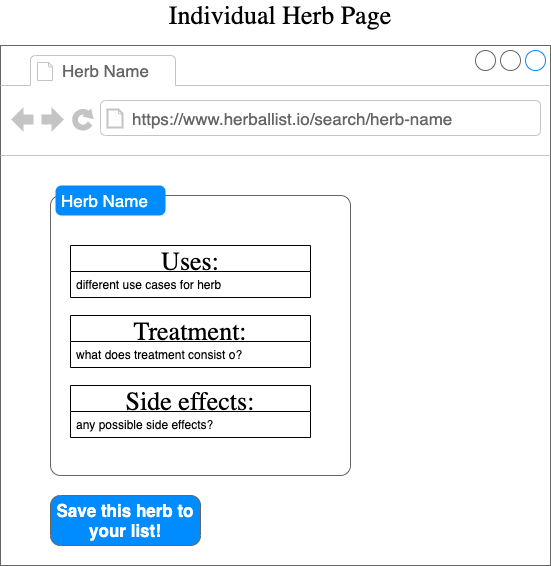 Individual Herb Page
Herb Name
https://www.herballist.io/search/herb-name
Herb Name
Uses:
different use cases for herb
Treatment:
what does treatment consist o?
Side effects:
any possible side effects?
Save this herb to
your list!